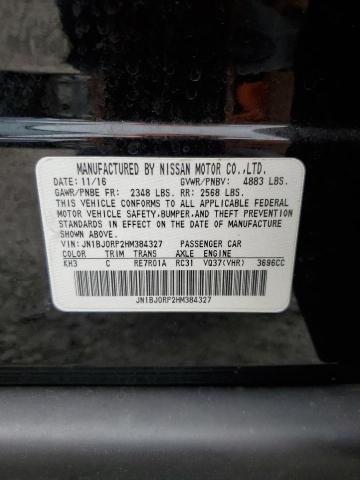 MANUFACTURED BY NISSAN MOTOR CO.,LTD.
DATE: 11/16 GVWR/PNBV: 4883 LBS.
GAWR/PNBE FR: 2348 LBS. RR: 2568 LBS.
THIS VEHICLE CONFORMS TO ALL APPLICABLE FEDERAL
MOTOR VEHICLE SAFETY,BUMPER,AND THEFT PREVENTION
STANDARDS IN EFFECT ON THE DATE OF MANUFACTURE
SHOWN ABOVE.
VIN: JN1BJ0RP2HM384327 PASSENGER CAR
COLOR TRIM TRANS AXLE ENGINE
KH3 C RE7R01A RC31 VQ37(VHR) 3696CC
JN1BJ0RP2HM384327